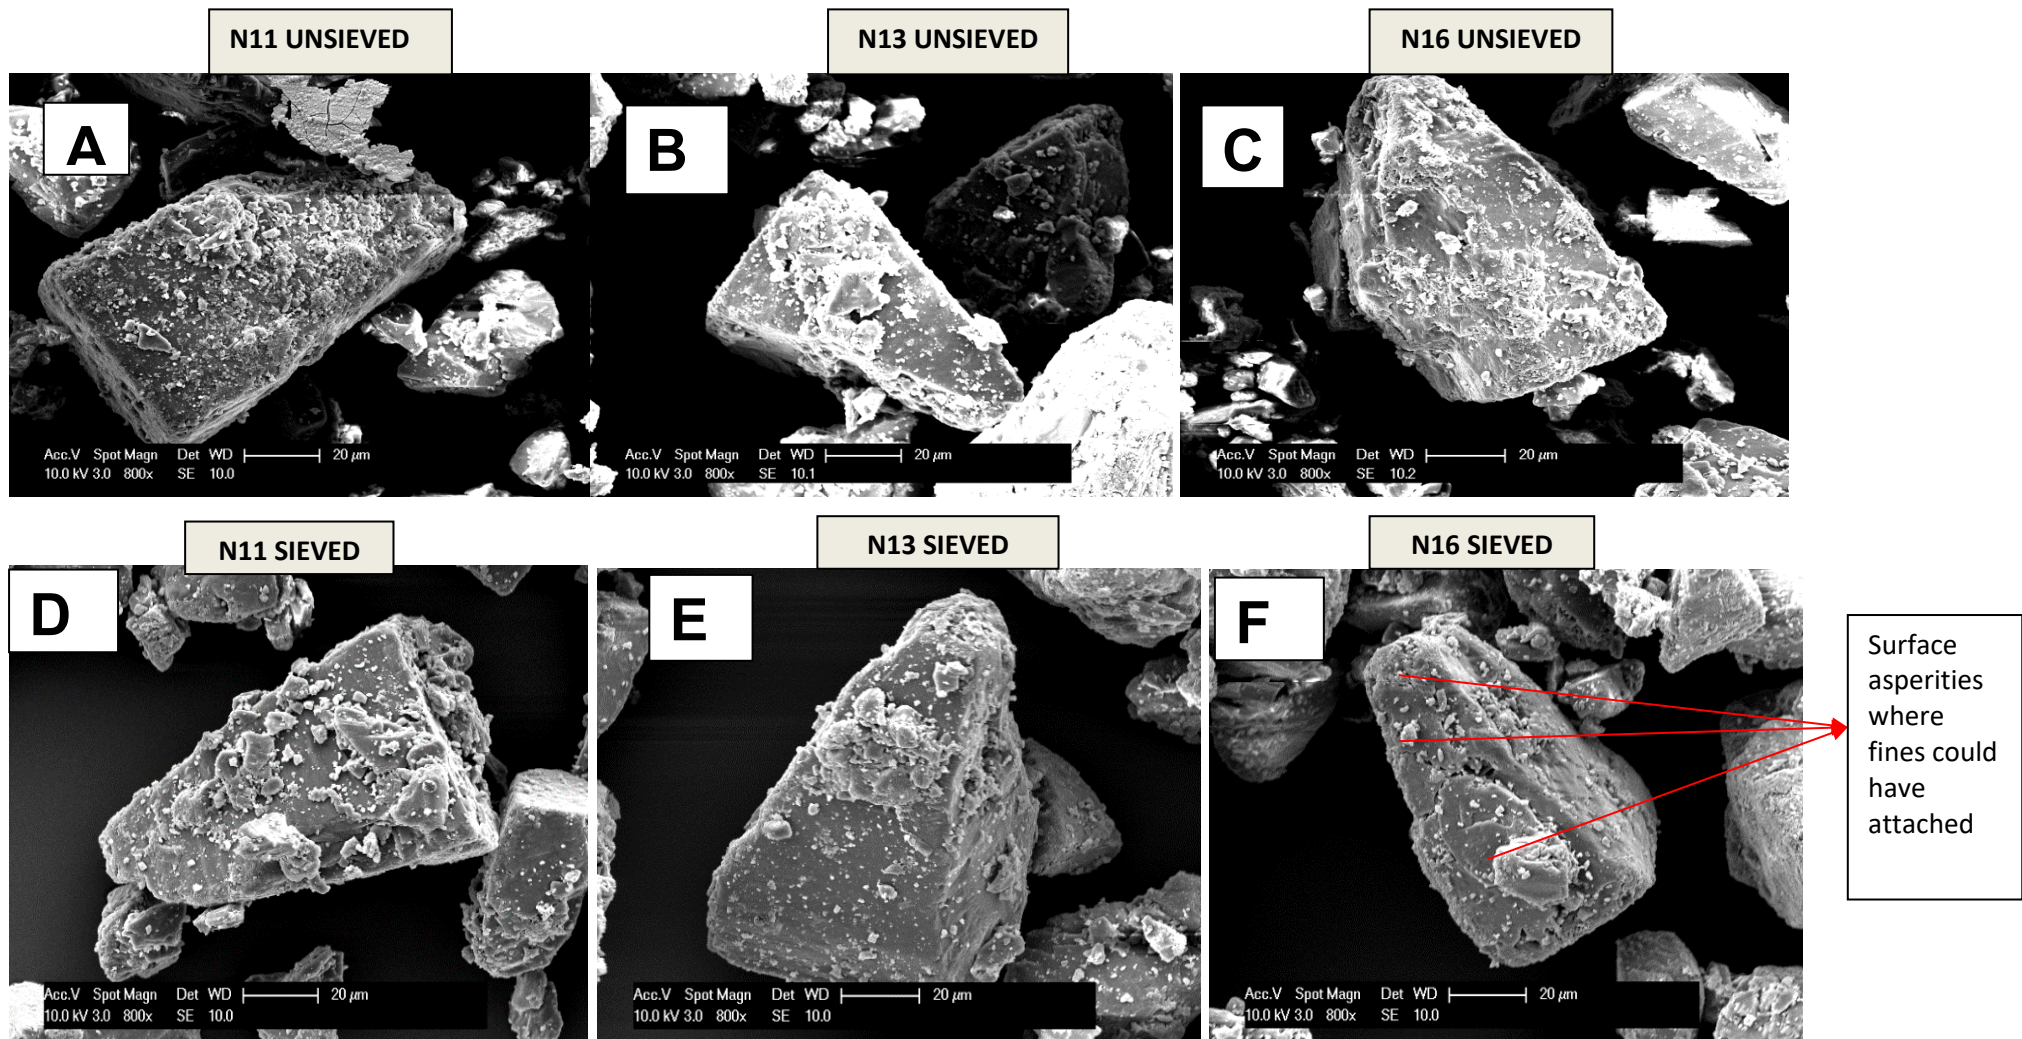 N11 UNSIEVED
N13 UNSIEVED
N16 UNSIEVED
A
B
C
Acc.V Spot Magn Det WD 20 µm
10.0 kV 3.0 800x SE 10.0
Acc.V Spot Magn Det WD 20 µm
10.0 kV 3.0 800x SE 10.1
Acc.V Spot Magn Det WD 20 µm
10.0 kV 3.0 800x SE 10.2
N11 SIEVED
N13 SIEVED
N16 SIEVED
D
E
F
Surface
asperities
where
fines could
have
attached
Acc.V Spot Magn Det WD 20 µm
10.0 kV 3.0 800x SE 10.0
Acc.V Spot Magn Det WD 20 µm
10.0 kV 3.0 800x SE 10.0
Acc.V Spot Magn Det WD 20 µm
10.0 kV 3.0 800x SE 10.0